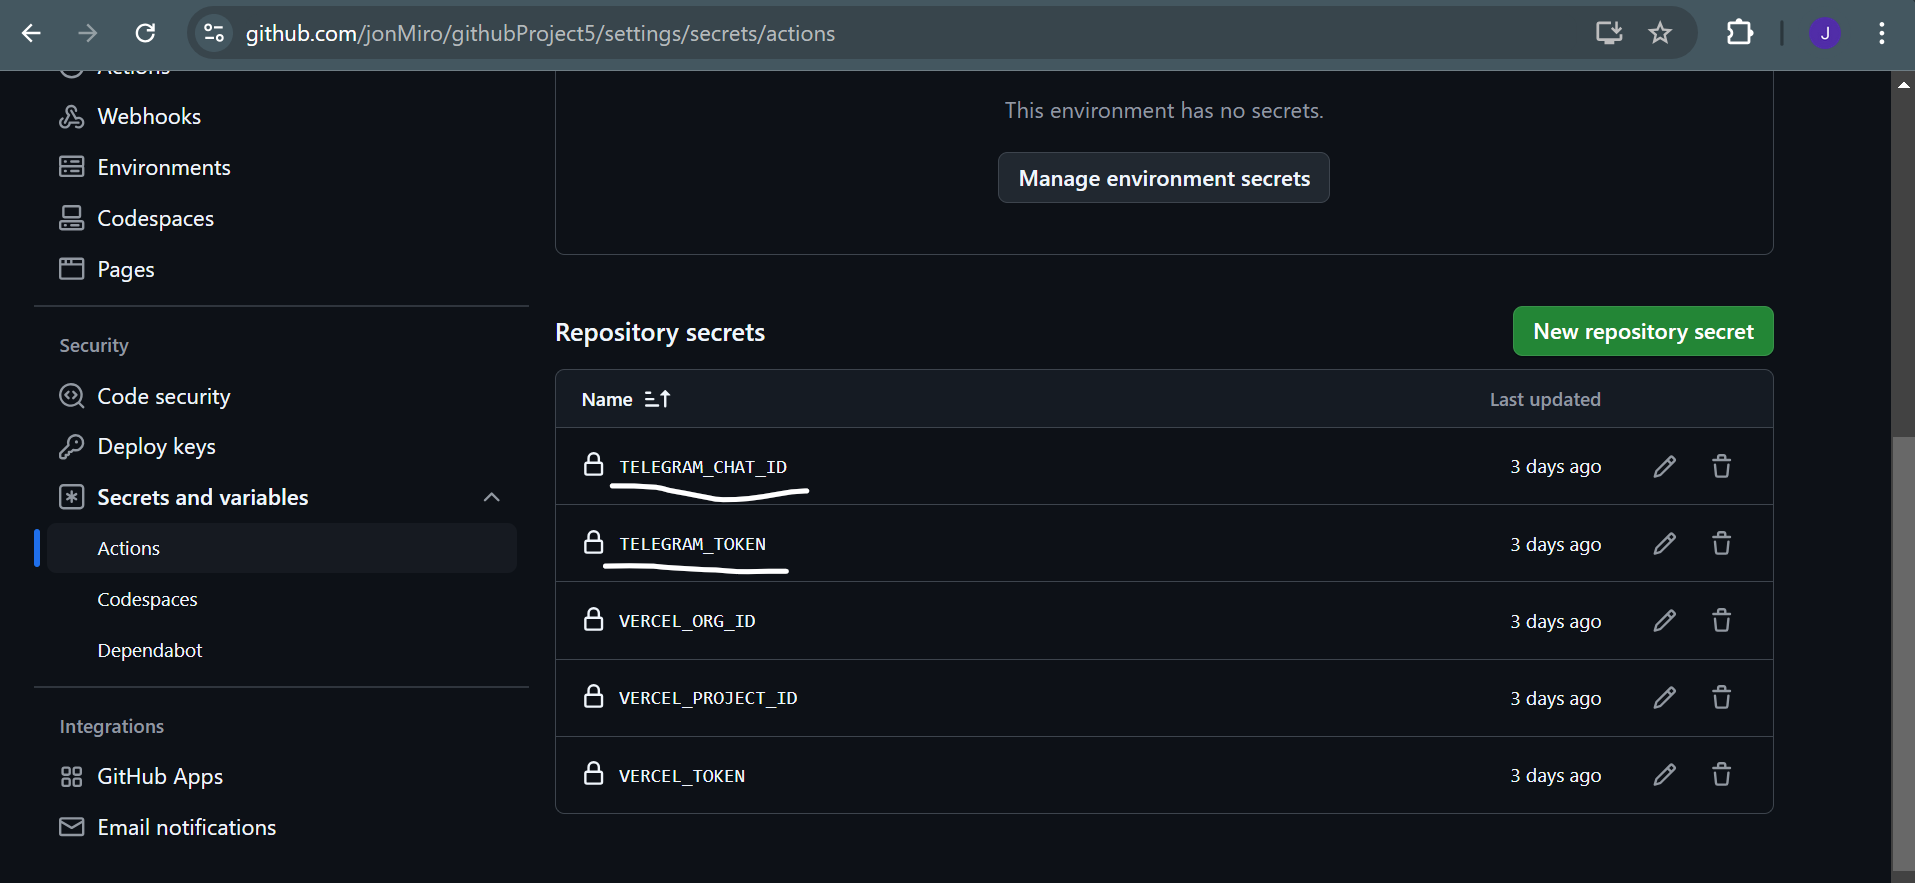 github.com/jonMiro/githubProject5/settings/secrets/actions
J
Actions
Webhooks
Environments
Codespaces
Pages
Security
Code security
Deploy keys
Secrets and variables
Actions
Codespaces
Dependabot
Integrations
GitHub Apps
Email notifications
This environment has no secrets.
Manage environment secrets
Repository secrets
New repository secret
Name Last updated
TELEGRAM_CHAT_ID 3 days ago
TELEGRAM_TOKEN 3 days ago
VERCEL_ORG_ID 3 days ago
VERCEL_PROJECT_ID 3 days ago
VERCEL_TOKEN 3 days ago